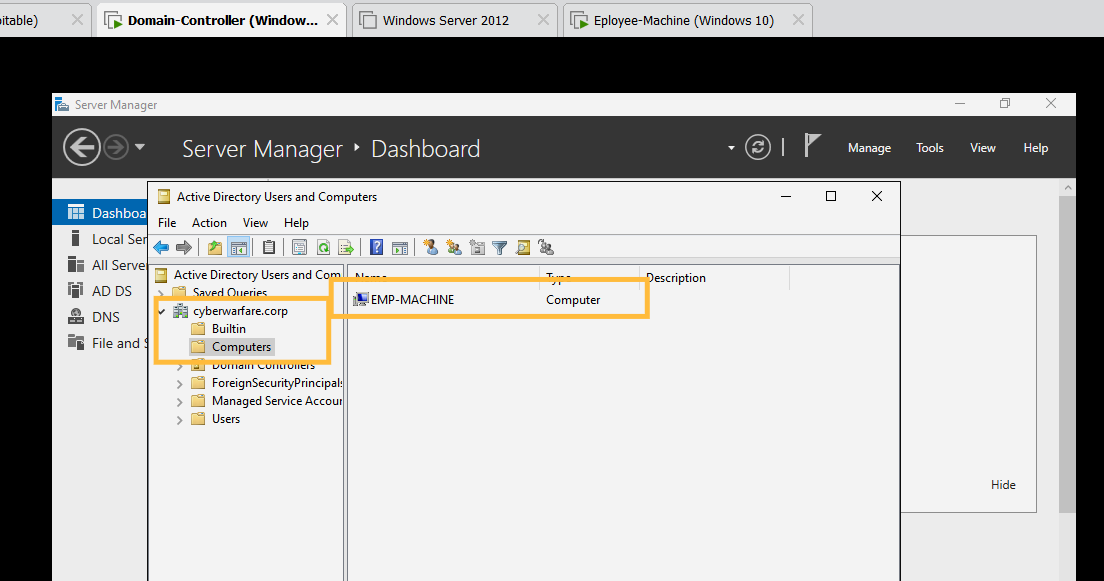 itable)
Domain-Controller (Window...
Windows Server 2012
Eployee-Machine (Windows 10)
Server Manager
Server Manager
Dashboard
Manage
Tools
View
Help
Dashboa
Local Ser
All Server
AD DS
DNS
File and S
Active Directory Users and Computers
File
Action
View
Help
Active Directory Users and Com
Saved Queries
cyberwarfare.corp
Builtin
Computers
Domain Controllers
ForeignSecurityPrincipals
Managed Service Accour
Users
Name
Type
Description
EMP-MACHINE
Computer
Hide